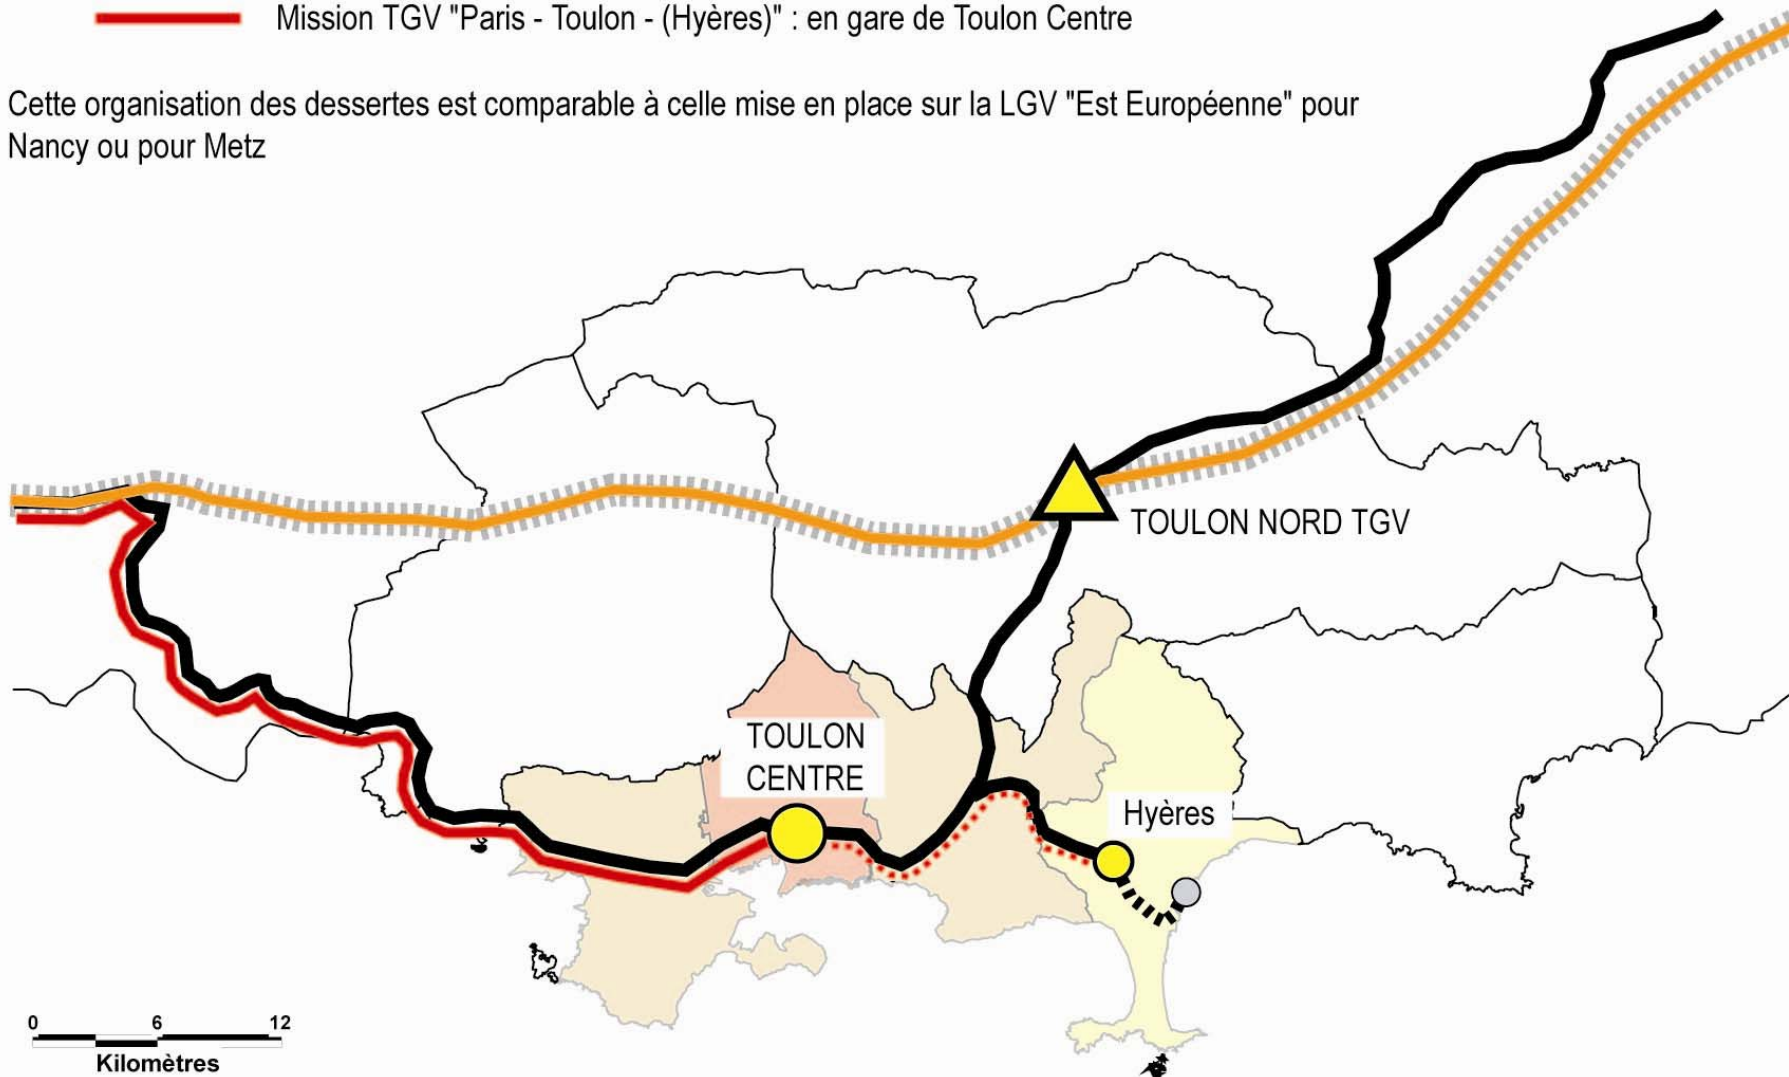 Mission TGV "Paris - Toulon - (Hyères)" : en gare de Toulon Centre
Cette organisation des dessertes est comparable à celle mise en place sur la LGV "Est Européenne" pour
Nancy ou pour Metz
TOULON NORD TGV
TOULON
CENTRE
Hyères
0 6 12
Kilomètres